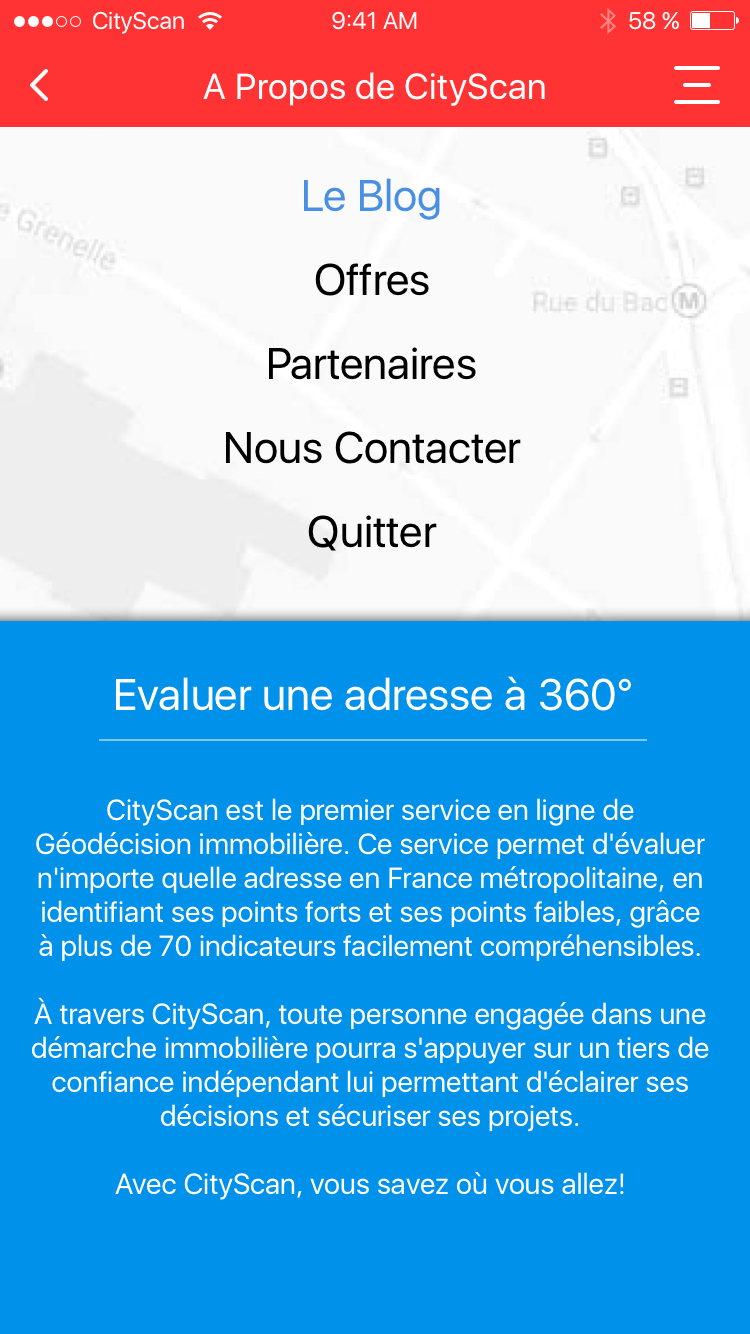 CityScan 9:41 AM 58 %
A Propos de CityScan
Le Blog
e Grenelle
Offres
Rue du Bac M
Partenaires
Nous Contacter
Quitter
Evaluer une adresse à 360°
CityScan est le premier service en ligne de
Géodécision immobilière. Ce service permet d'évaluer
n'importe quelle adresse en France métropolitaine, en
identifiant ses points forts et ses points faibles, grâce
à plus de 70 indicateurs facilement compréhensibles.
À travers CityScan, toute personne engagée dans une
démarche immobilière pourra s'appuyer sur un tiers de
confiance indépendant lui permettant d'éclairer ses
décisions et sécuriser ses projets.
Avec CityScan, vous savez où vous allez!